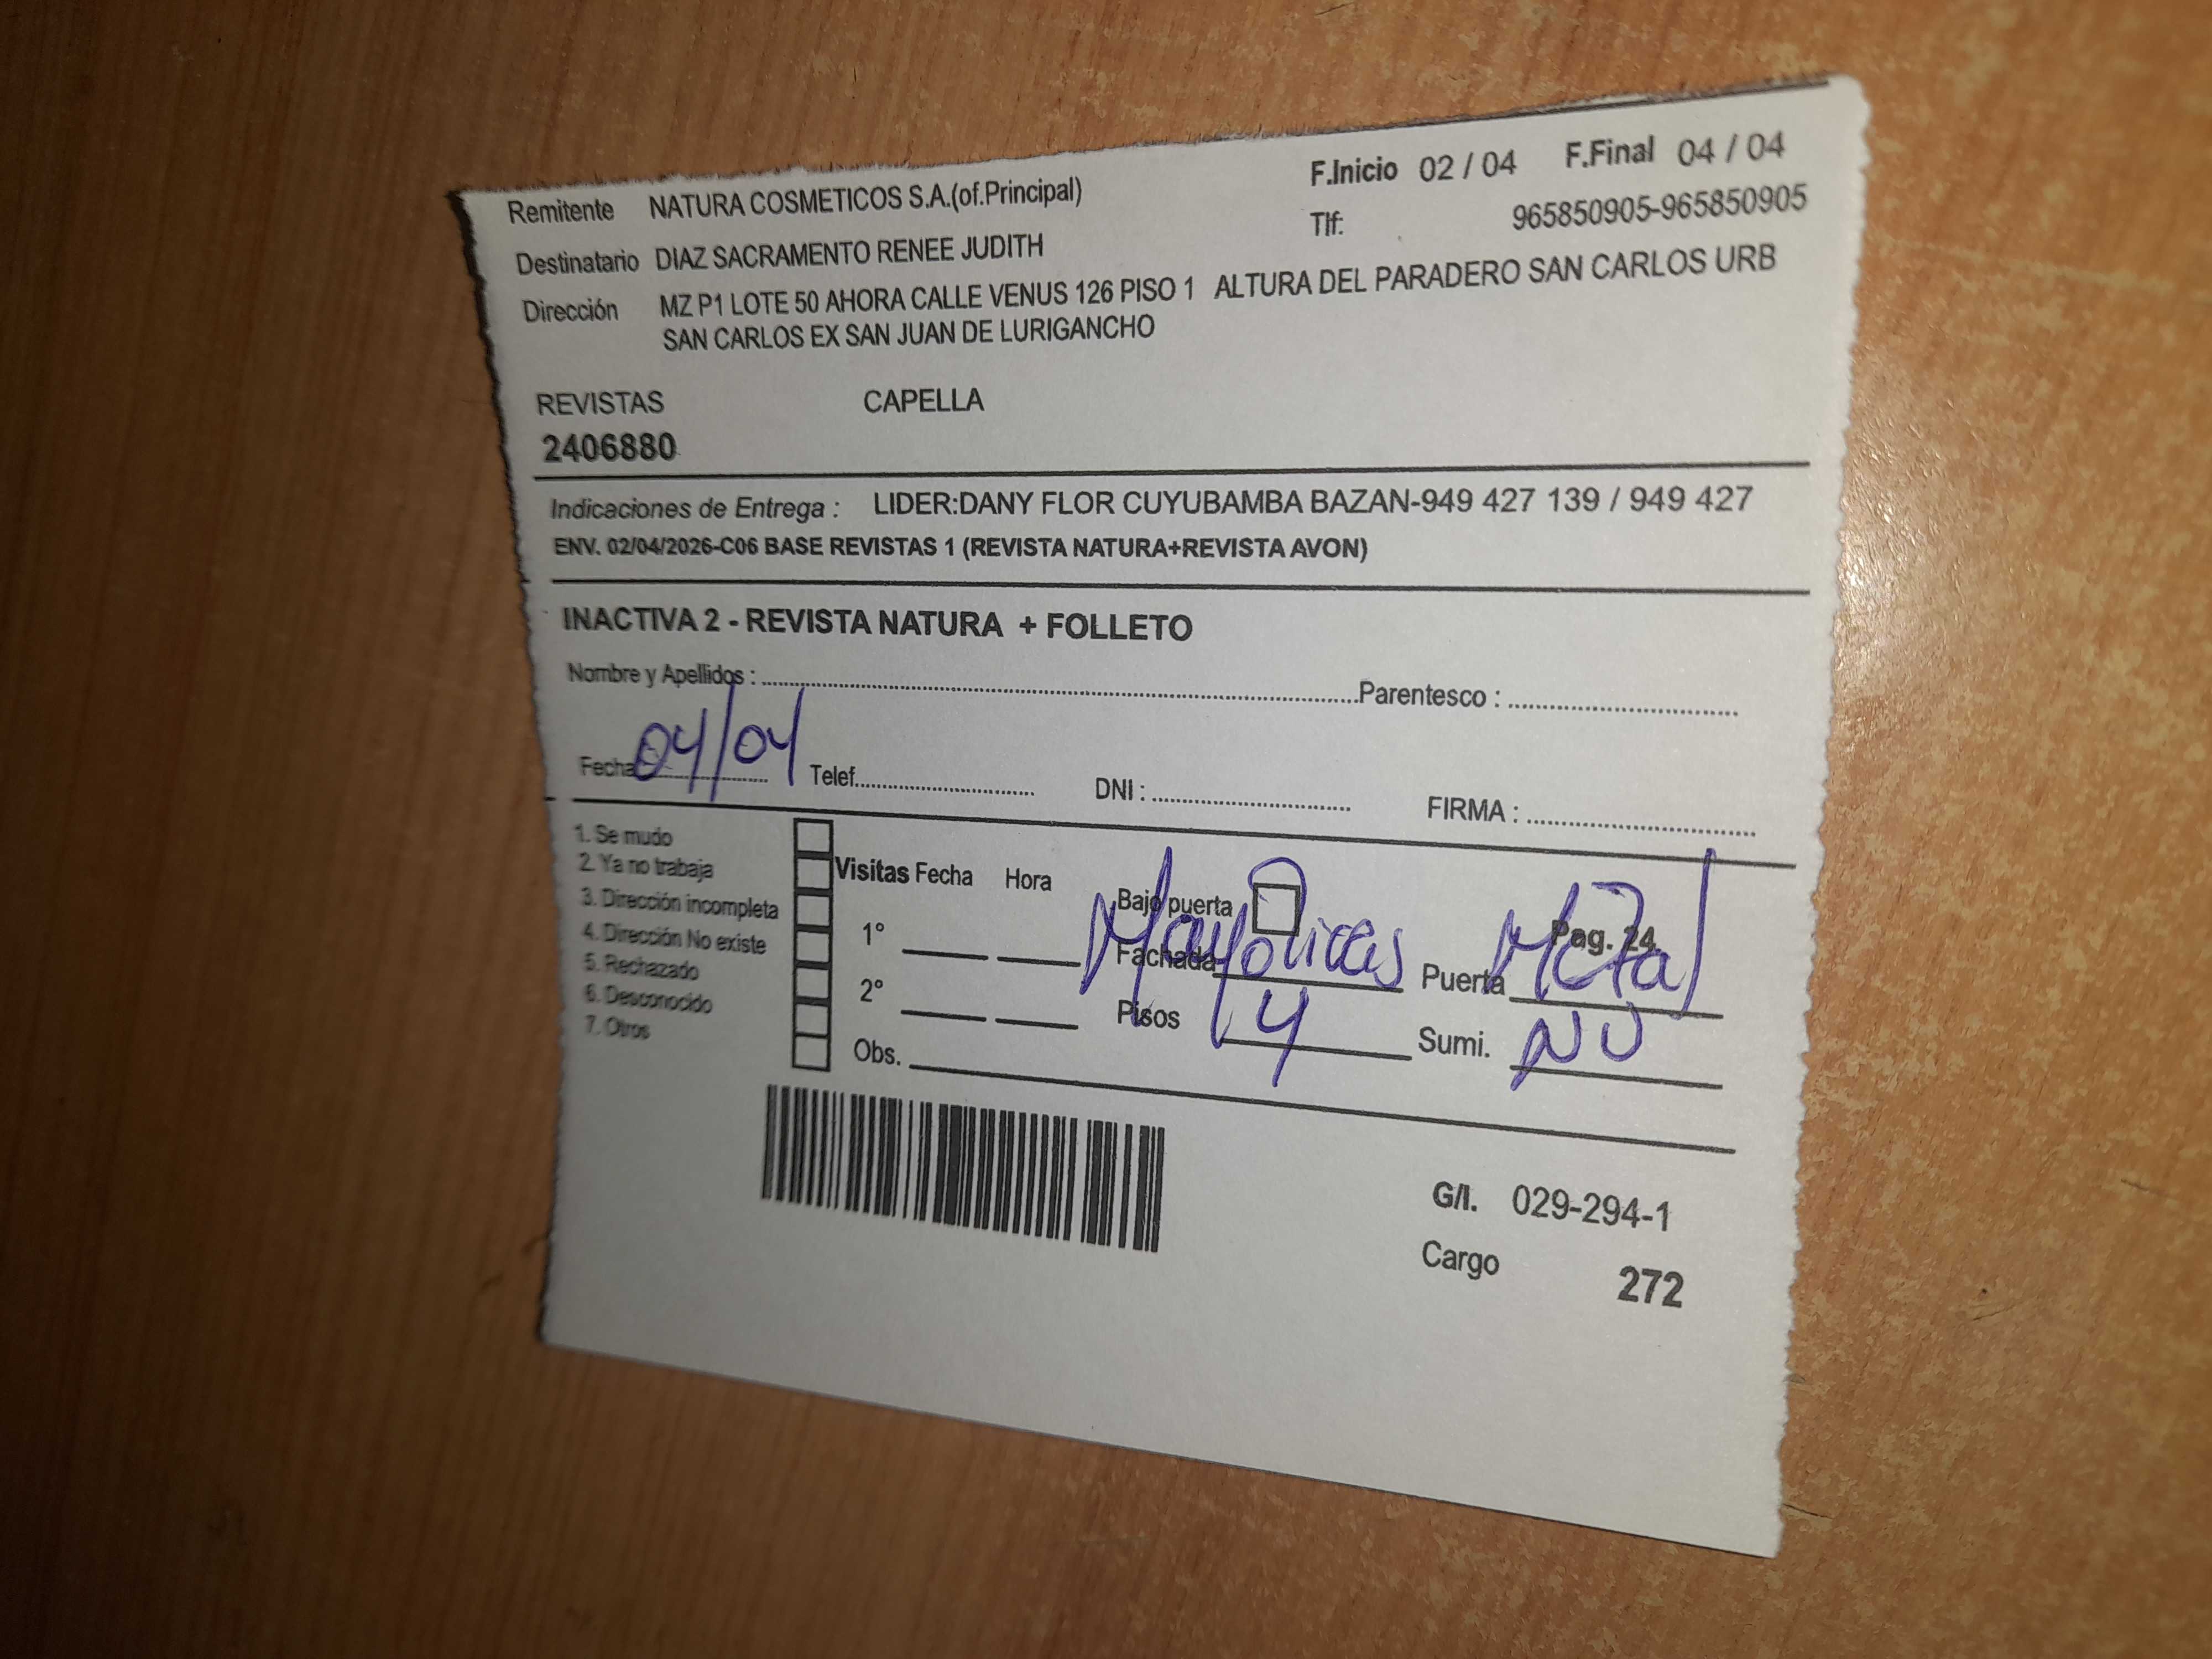 Remitente NATURA COSMETICOS S.A.(of.Principal) F.Inicio 02 / 04 F.Final 04 / 04
Destinatario DIAZ SACRAMENTO RENEE JUDITH Tlf: 965850905-965850905
Dirección MZ P1 LOTE 50 AHORA CALLE VENUS 126 PISO 1 ALTURA DEL PARADERO SAN CARLOS URB
SAN CARLOS EX SAN JUAN DE LURIGANCHO
REVISTAS CAPELLA
2406880
Indicaciones de Entrega : LIDER:DANY FLOR CUYUBAMBA BAZAN-949 427 139 / 949 427
ENV. 02/04/2026-C06 BASE REVISTAS 1 (REVISTA NATURA+REVISTA AVON)
INACTIVA 2 - REVISTA NATURA + FOLLETO
Nombre y Apellidos : Parentesco :
Fecha 04/04 Telef. DNI : FIRMA :
1. Se mudo
2. Ya no trabaja
3. Dirección incompleta
4. Dirección No existe
5. Rechazado
6. Desconocido
7. Otros
Visitas Fecha Hora
1°
2°
Obs.
Bajo puerta
Pag. 24
Fachada Mayolicas Puerta Metal
Pisos 4 Sumi. NU
G/I. 029-294-1
Cargo 272